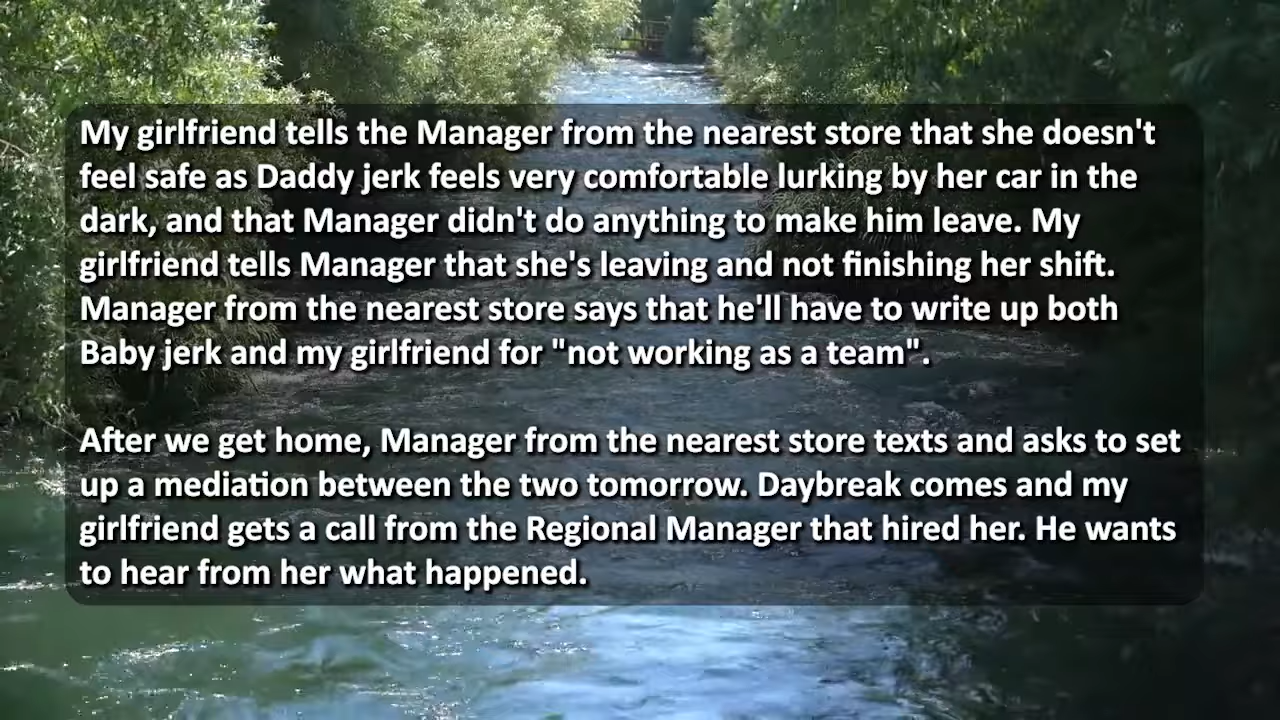 My girlfriend tells the Manager from the nearest store that she doesn't
feel safe as Daddy jerk feels very comfortable lurking by her car in the
dark, and that Manager didn't do anything to make him leave. My
girlfriend tells Manager that she's leaving and not finishing her shift.
Manager from the nearest store says that he'll have to write up both
Baby jerk and my girlfriend for "not working as a team".
After we get home, Manager from the nearest store texts and asks to set
up a mediation between the two tomorrow. Daybreak comes and my
girlfriend gets a call from the Regional Manager that hired her. He wants
to hear from her what happened.